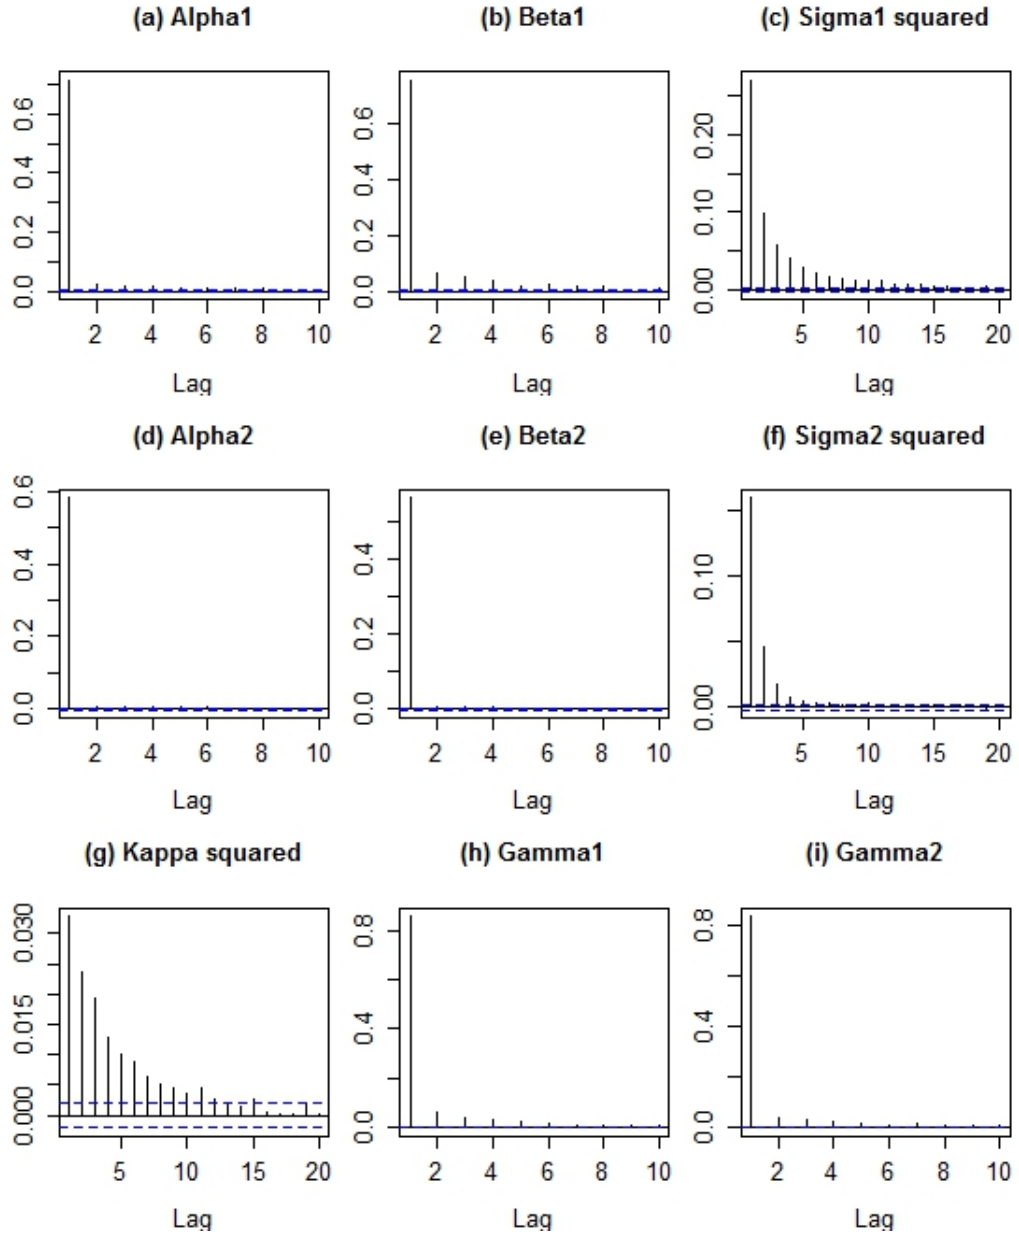 (a) Alpha1
(b) Beta1
(c) Sigma1 squared
0.0 0.2 0.4 0.6
2 4 6 8 10
Lag
0.0 0.2 0.4 0.6
2 4 6 8 10
Lag
0.00 0.10 0.20
5 10 15 20
Lag
(d) Alpha2
(e) Beta2
(f) Sigma2 squared
0.0 0.2 0.4 0.6
2 4 6 8 10
Lag
0.0 0.2 0.4
2 4 6 8 10
Lag
0.00 0.10
5 10 15 20
Lag
(g) Kappa squared
(h) Gamma1
(i) Gamma2
0.000 0.015 0.030
5 10 15 20
Lag
0.0 0.4 0.8
2 4 6 8 10
Lag
0.0 0.4 0.8
2 4 6 8 10
Lag